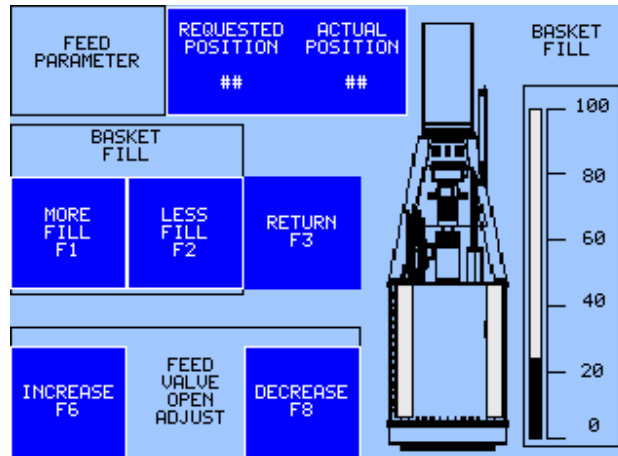 FEED
PARAMETER
REQUESTED
POSITION
##
ACTUAL
POSITION
##
BASKET
FILL
MORE
FILL
F1
LESS
FILL
F2
RETURN
F3
INCREASE
F6
FEED
VALVE
OPEN
ADJUST
DECREASE
F8
BASKET
FILL
100
80
60
40
20
0